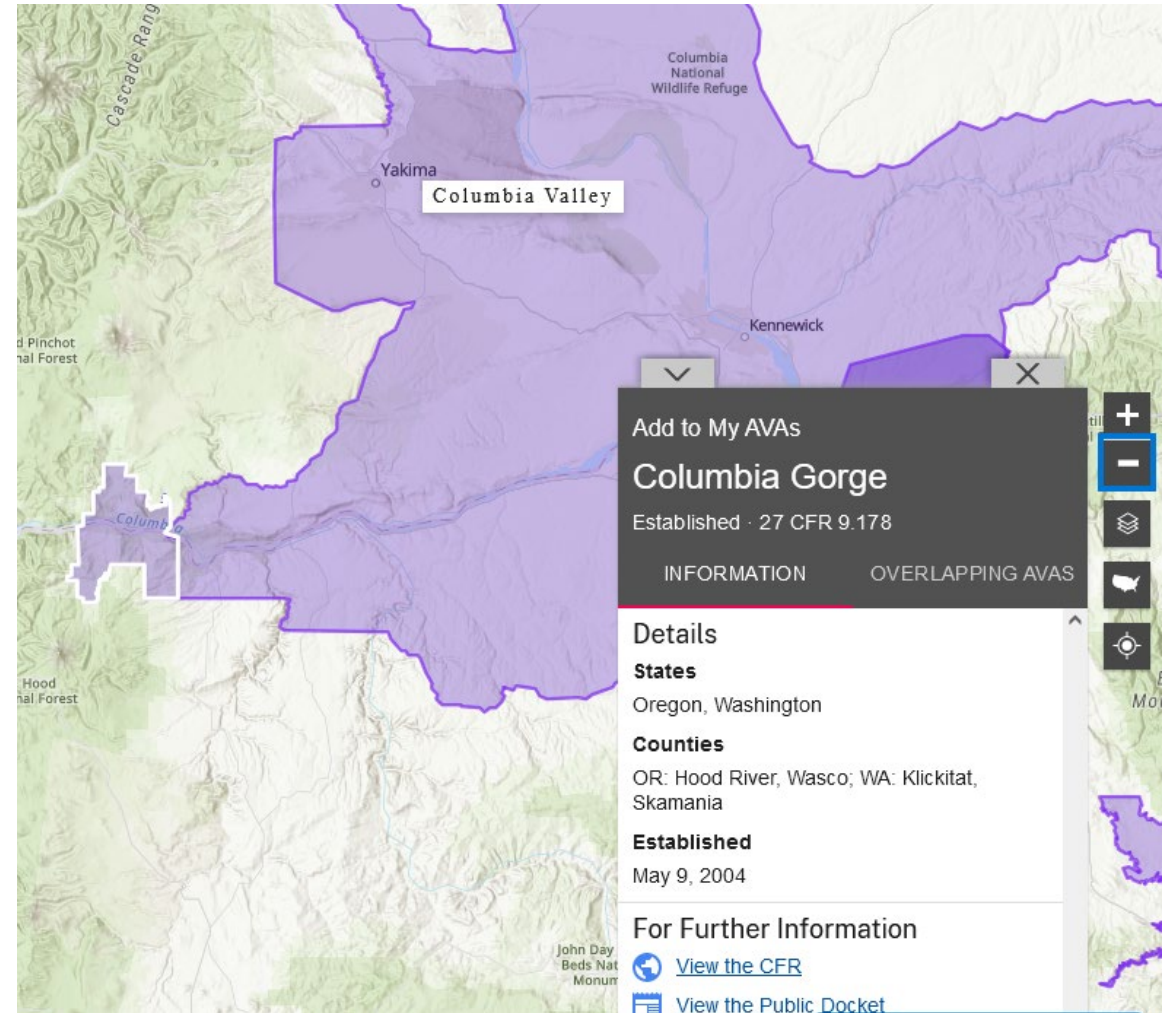 Cascade Rang
Columbia
National
Wildlife Refuge
Yakima
Columbia Valley
Kennewick
d Pinchot
nal Forest
Add to My AVAs
Columbia Gorge
Established · 27 CFR 9.178
INFORMATION
OVERLAPPING AVAS
Columbia
Details
States
Oregon, Washington
Counties
OR: Hood River, Wasco; WA: Klickitat,
Skamania
Established
May 9, 2004
Hood
nal Forest
Mo
For Further Information
View the CFR
View the Public Docket
John Day
Beds Nat
Monum